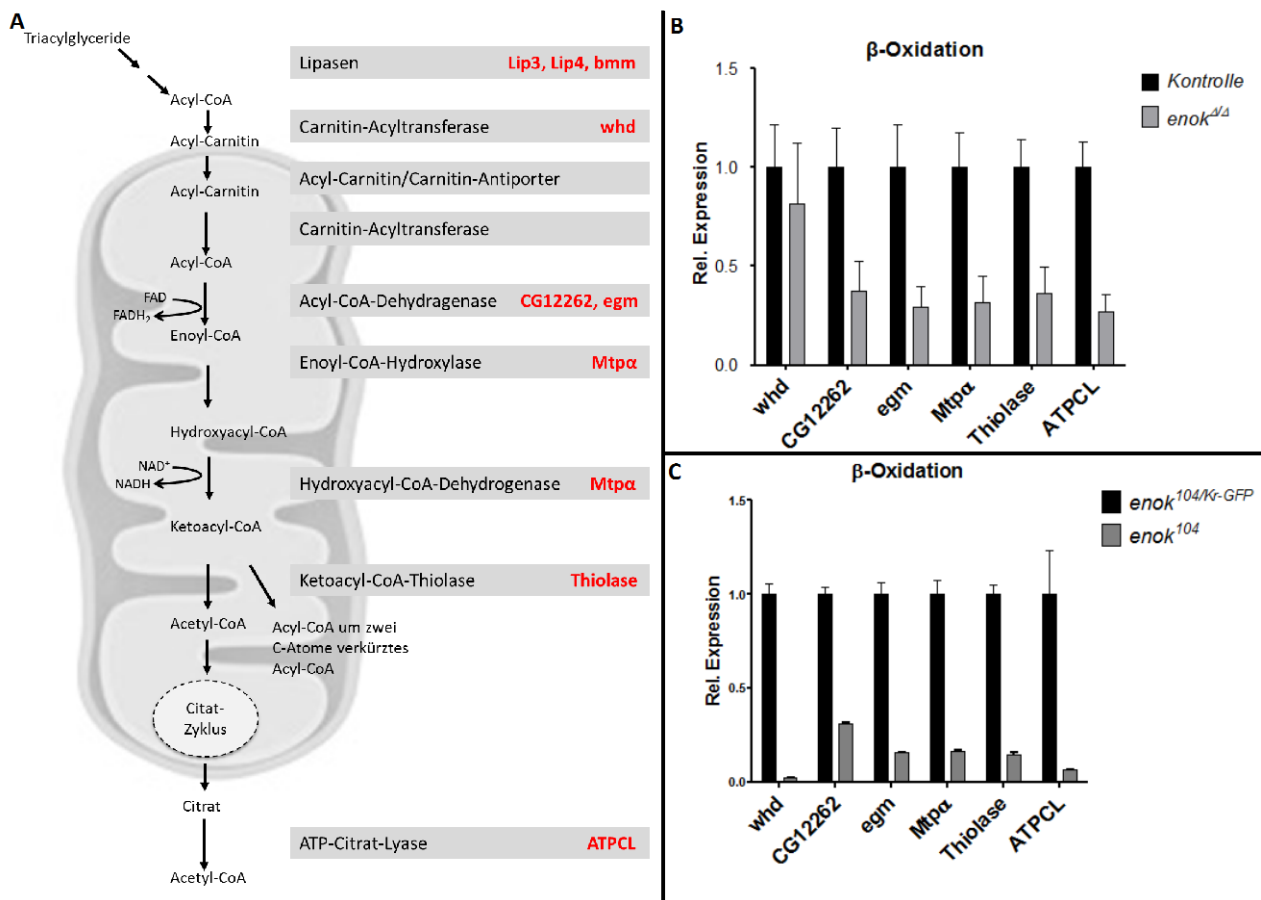 A
Triacylglyceride
Acyl-CoA
Acyl-Carnitin
Acyl-Carnitin
Acyl-CoA
FAD
FADH₂
Enoyl-CoA
Hydroxyacyl-CoA
NAD⁺
NADH
Ketoacyl-CoA
Acetyl-CoA
Acyl-CoA um zwei
C-Atome verkürztes
Acyl-CoA
Citat-
Zyklus
Citrat
Acetyl-CoA
Lipasen Lip3, Lip4, bmm
Carnitin-Acyltransferase whd
Acyl-Carnitin/Carnitin-Antiporter
Carnitin-Acyltransferase
Acyl-CoA-Dehydragenase CG12262, egm
Enoyl-CoA-Hydroxylase Mtpα
Hydroxyacyl-CoA-Dehydrogenase Mtpα
Ketoacyl-CoA-Thiolase Thiolase
ATP-Citrat-Lyase ATPCL
B
β-Oxidation
Rel. Expression
1.5
1.0
0.5
0.0
whd
CG12262
egm
Mtpα
Thiolase
ATPCL
Kontrolle
enok^Δ/Δ
C
β-Oxidation
Rel. Expression
1.5
1.0
0.5
0.0
whd
CG12262
egm
Mtpα
Thiolase
ATPCL
enok^104/Kr-GFP
enok^104